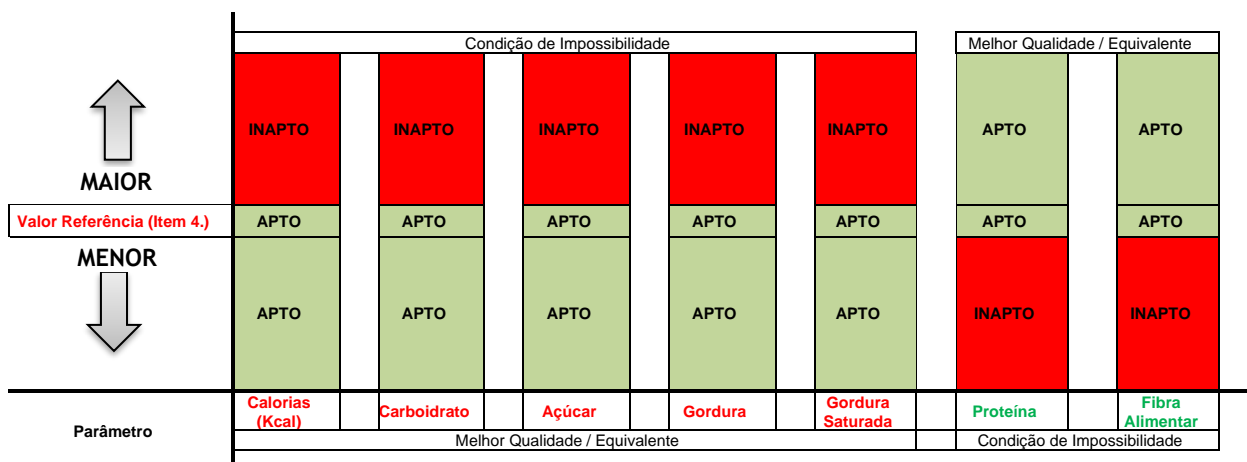 Condição de Impossibilidade
Melhor Qualidade / Equivalente
INAPTO INAPTO INAPTO INAPTO INAPTO APTO APTO
MAIOR
Valor Referência (Item 4.) APTO APTO APTO APTO APTO APTO APTO
MENOR
APTO APTO APTO APTO APTO INAPTO INAPTO
Parâmetro
Calorias
(Kcal)
Carboidrato
Açúcar
Gordura
Gordura
Saturada
Proteína
Fibra
Alimentar
Melhor Qualidade / Equivalente
Condição de Impossibilidade